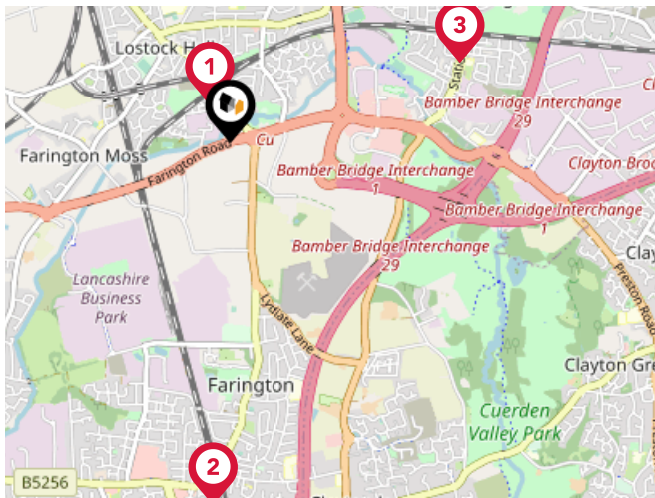 3
Lostock H
1
Statio
Bamber Bridge Interchange
29
Farington Moss
Farington Road
Cu
Clayton Broo
Bamber Bridge Interchange
1
Bamber Bridge Interchange
1
Bamber Bridge Interchange
29
Clay
Lancashire
Business
Park
Preston Road
Lydiate Lane
Farington
Clayton Gre
Cuerden
Valley Park
2
B5256